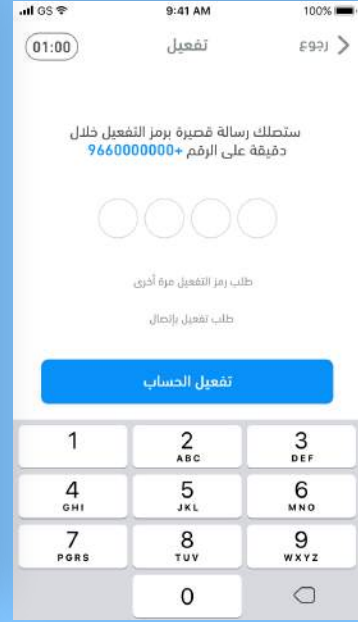 GS 9:41 AM 100%
رجوع تفعيل 01:00
ستصلك رسالة قصيرة برمز التفعيل خلال
دقيقة على الرقم +9660000000
طلب رمز التفعيل مرة أخرى
طلب تفعيل بإتصال
تفعيل الحساب
1 2 3
ABC DEF
4 5 6
GHI JKL MNO
7 8 9
PGRS TUV WXYZ
0